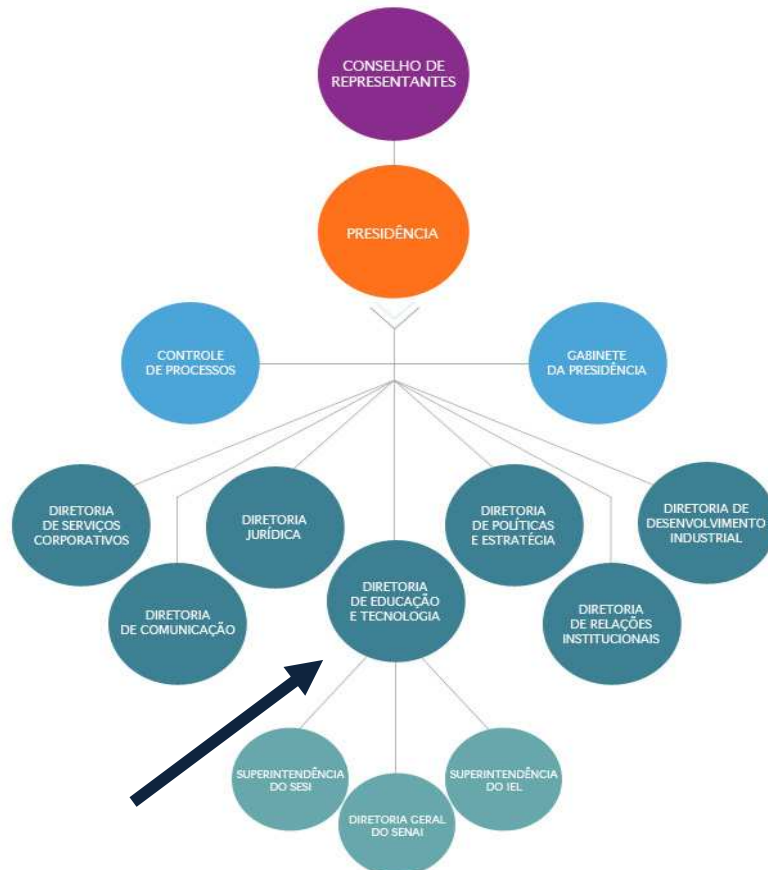 CONSELHO DE
REPRESENTANTES
PRESIDÊNCIA
CONTROLE
DE PROCESSOS
GABINETE
DA PRESIDÊNCIA
DIRETORIA
DE SERVIÇOS
CORPORATIVOS
DIRETORIA
DE COMUNICAÇÃO
DIRETORIA
JURÍDICA
DIRETORIA
DE EDUCAÇÃO
E TECNOLOGIA
DIRETORIA
DE POLÍTICAS
E ESTRATÉGIA
DIRETORIA
DE RELAÇÕES
INSTITUCIONAIS
DIRETORIA DE
DESENVOLVIMENTO
INDUSTRIAL
SUPERINTENDÊNCIA
DO SESI
DIRETORIA GERAL
DO SENAI
SUPERINTENDÊNCIA
DO IEL